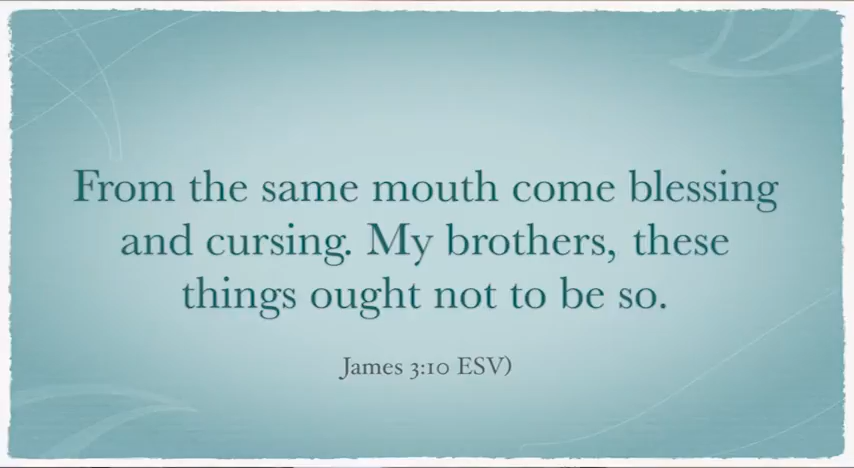 From the same mouth come blessing
and cursing. My brothers, these
things ought not to be so.
James 3:10 ESV)